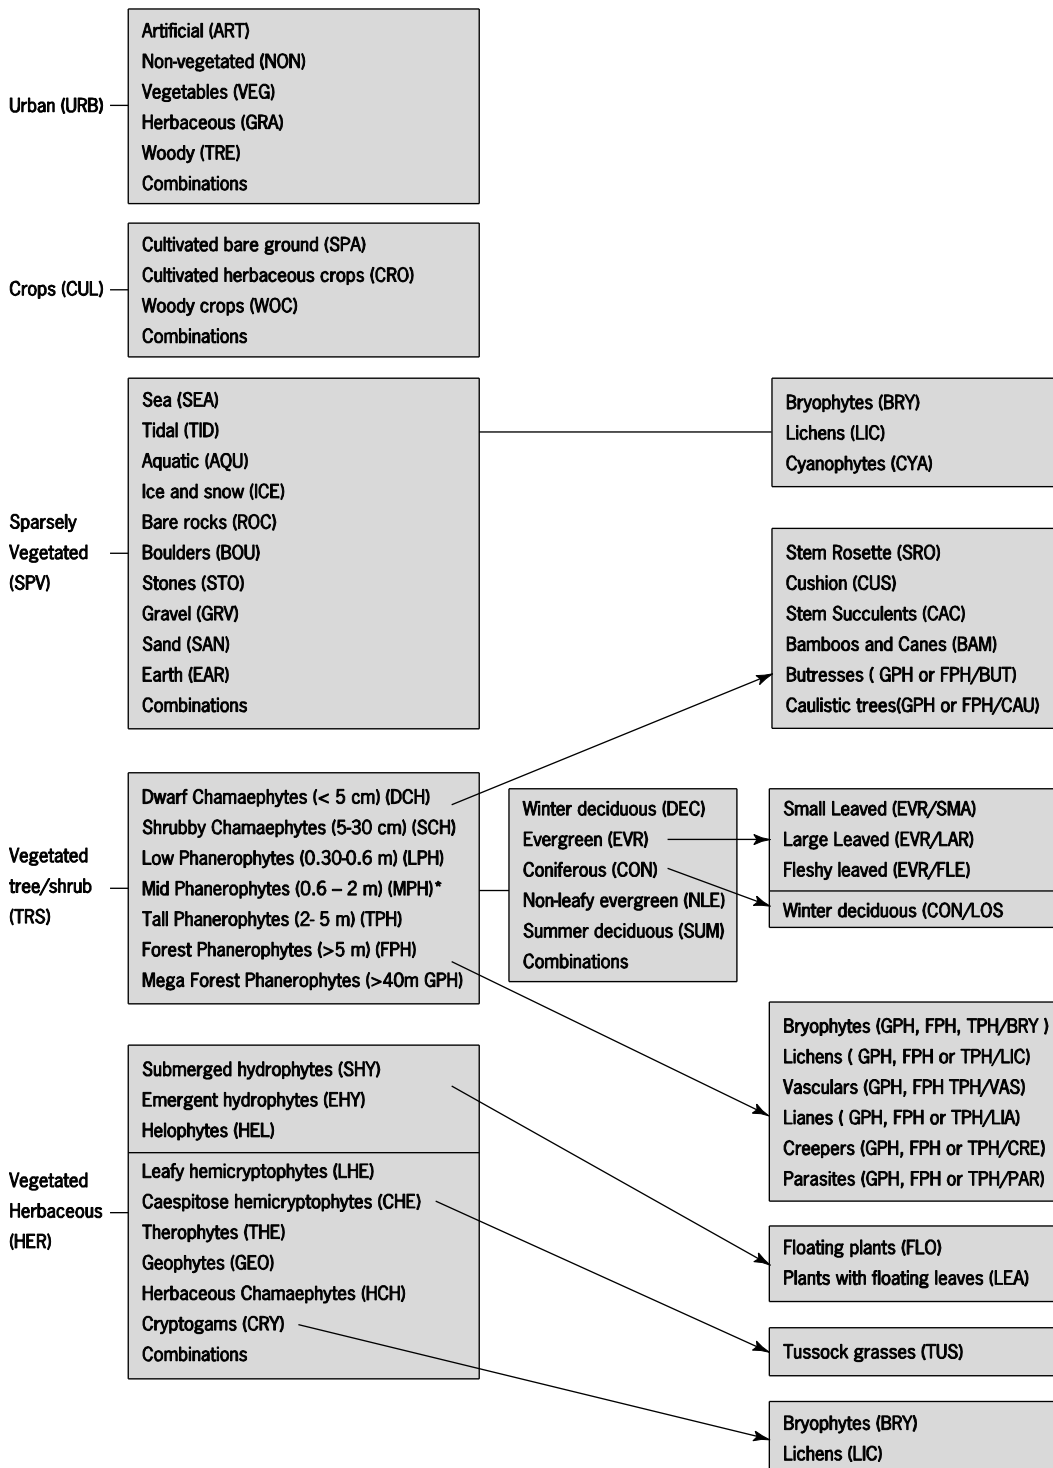 Urban (URB)
Artificial (ART)
Non-vegetated (NON)
Vegetables (VEG)
Herbaceous (GRA)
Woody (TRE)
Combinations
Crops (CUL)
Cultivated bare ground (SPA)
Cultivated herbaceous crops (CRO)
Woody crops (WOC)
Combinations
Sparsely
Vegetated
(SPV)
Sea (SEA)
Tidal (TID)
Aquatic (AQU)
Ice and snow (ICE)
Bare rocks (ROC)
Boulders (BOU)
Stones (STO)
Gravel (GRV)
Sand (SAN)
Earth (EAR)
Combinations
Bryophytes (BRY)
Lichens (LIC)
Cyanophytes (CYA)
Stem Rosette (SRO)
Cushion (CUS)
Stem Succulents (CAC)
Bamboos and Canes (BAM)
Butresses ( GPH or FPH/BUT)
Caulistic trees(GPH or FPH/CAU)
Vegetated
tree/shrub
(TRS)
Dwarf Chamaephytes (< 5 cm) (DCH)
Shrubby Chamaephytes (5-30 cm) (SCH)
Low Phanerophytes (0.30-0.6 m) (LPH)
Mid Phanerophytes (0.6 – 2 m) (MPH)*
Tall Phanerophytes (2- 5 m) (TPH)
Forest Phanerophytes (>5 m) (FPH)
Mega Forest Phanerophytes (>40m GPH)
Winter deciduous (DEC)
Evergreen (EVR)
Coniferous (CON)
Non-leafy evergreen (NLE)
Summer deciduous (SUM)
Combinations
Small Leaved (EVR/SMA)
Large Leaved (EVR/LAR)
Fleshy leaved (EVR/FLE)
Winter deciduous (CON/LOS
Bryophytes (GPH, FPH, TPH/BRY )
Lichens ( GPH, FPH or TPH/LIC)
Vasculars (GPH, FPH TPH/VAS)
Lianes ( GPH, FPH or TPH/LIA)
Creepers (GPH, FPH or TPH/CRE)
Parasites (GPH, FPH or TPH/PAR)
Vegetated
Herbaceous
(HER)
Submerged hydrophytes (SHY)
Emergent hydrophytes (EHY)
Helophytes (HEL)
Leafy hemicryptophytes (LHE)
Caespitose hemicryptophytes (CHE)
Therophytes (THE)
Geophytes (GEO)
Herbaceous Chamaephytes (HCH)
Cryptogams (CRY)
Combinations
Floating plants (FLO)
Plants with floating leaves (LEA)
Tussock grasses (TUS)
Bryophytes (BRY)
Lichens (LIC)